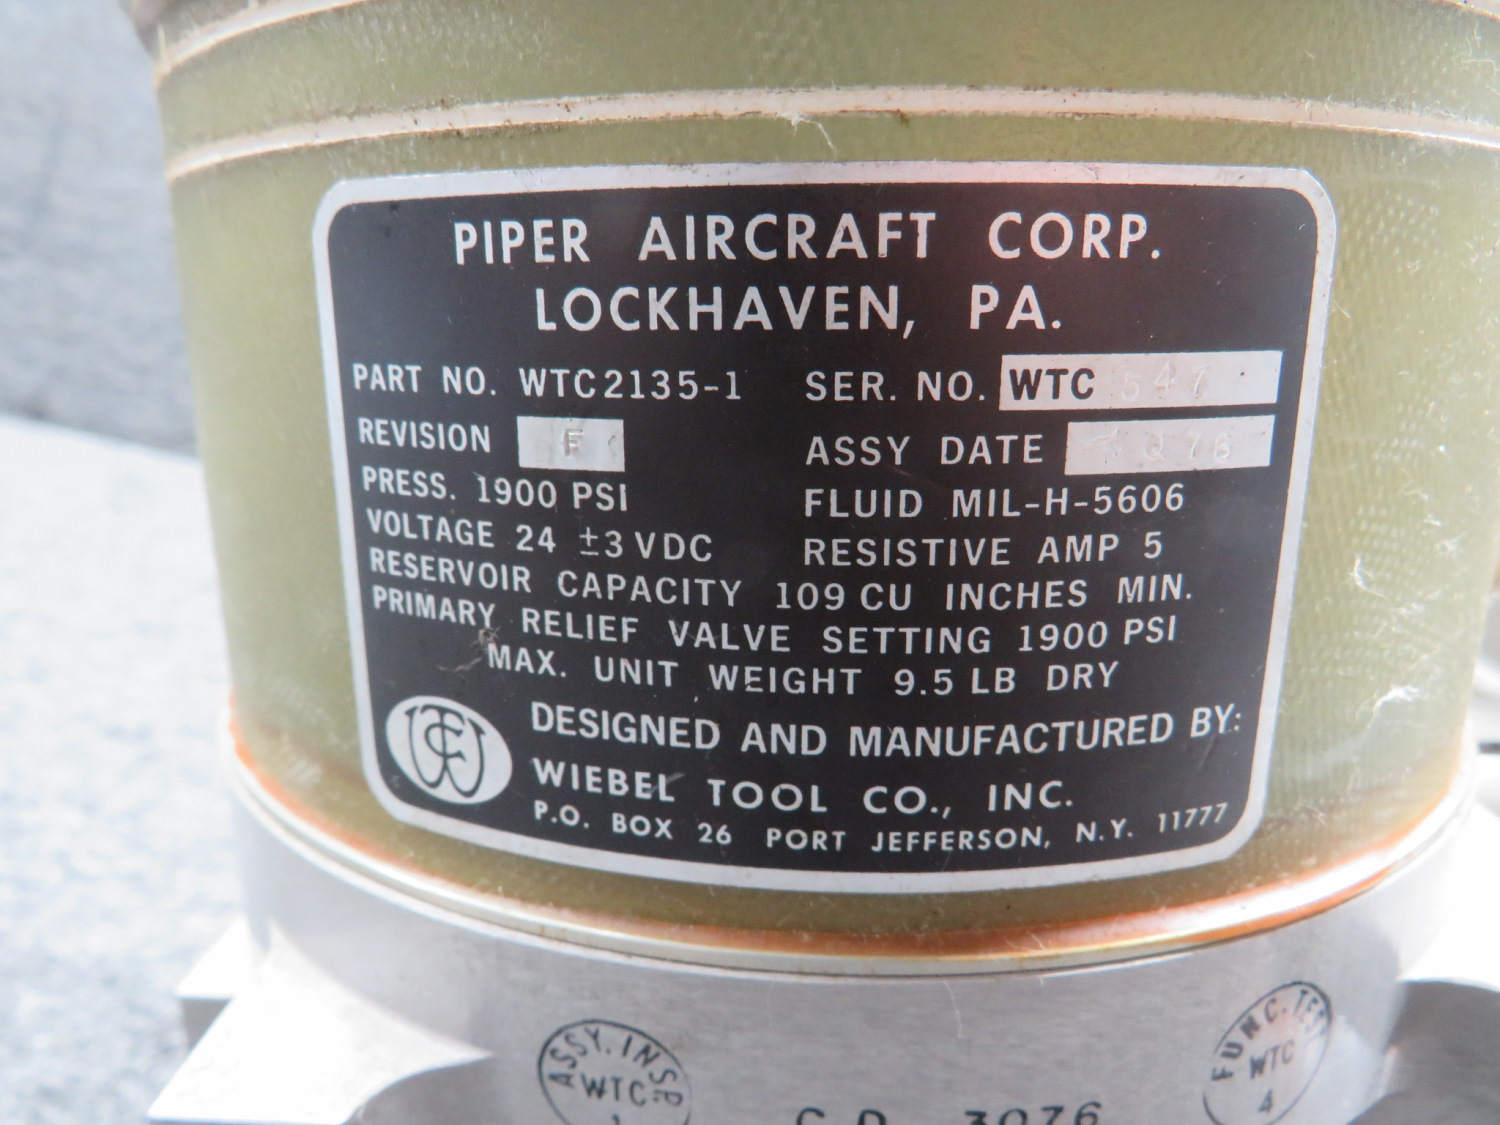 PIPER AIRCRAFT CORP.
LOCKHAVEN, PA.
PART NO. WTC2135-1 SER. NO. WTC 547
REVISION F ASSY DATE Q 76
PRESS. 1900 PSI FLUID MIL-H-5606
VOLTAGE 24 ±3 VDC RESISTIVE AMP 5
RESERVOIR CAPACITY 109 CU INCHES MIN.
PRIMARY RELIEF VALVE SETTING 1900 PSI
MAX. UNIT WEIGHT 9.5 LB DRY
DESIGNED AND MANUFACTURED BY:
WIEBEL TOOL CO., INC.
P.O. BOX 26 PORT JEFFERSON, N.Y. 11777
ASSY. INSP.
WTC
FUNC. TEST
WTC
4
C.D. 3076